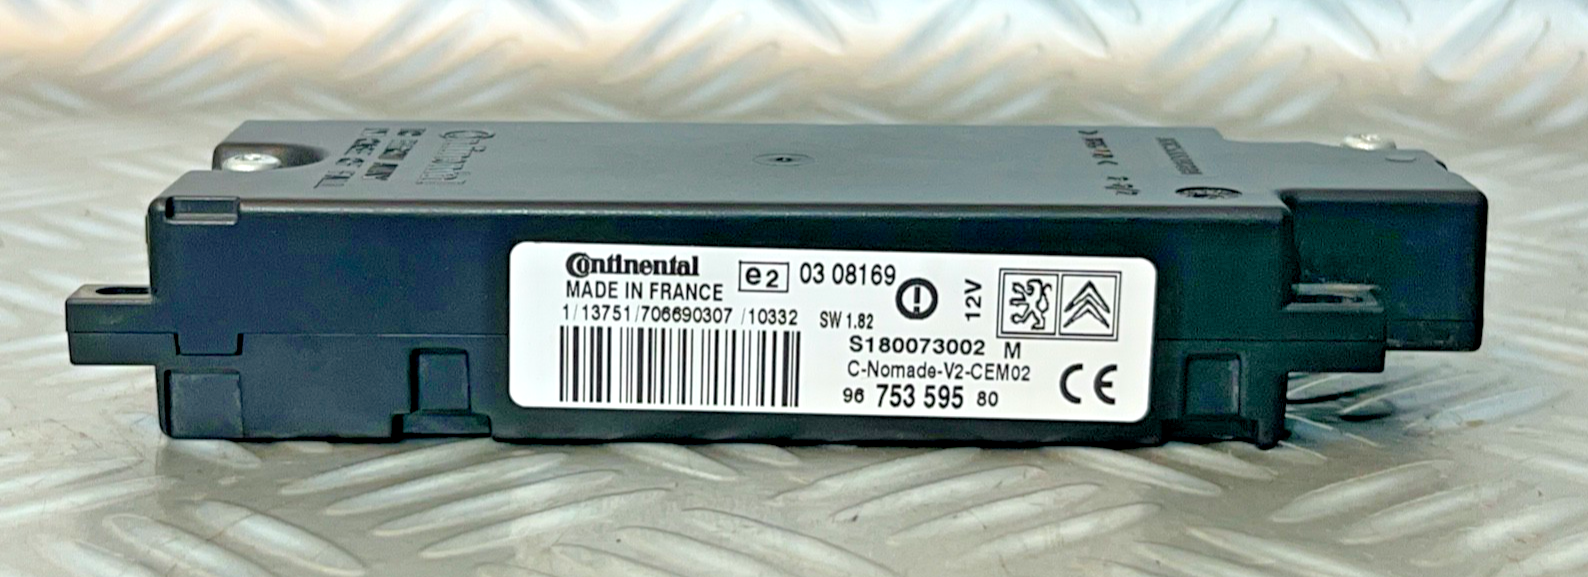 Continental
MADE IN FRANCE
e2 03 08169
12V
1/13751/706690307 /10332
SW 1.82
S180073002 M
C-Nomade-V2-CEM02
96 753 595 80
CE
Continental